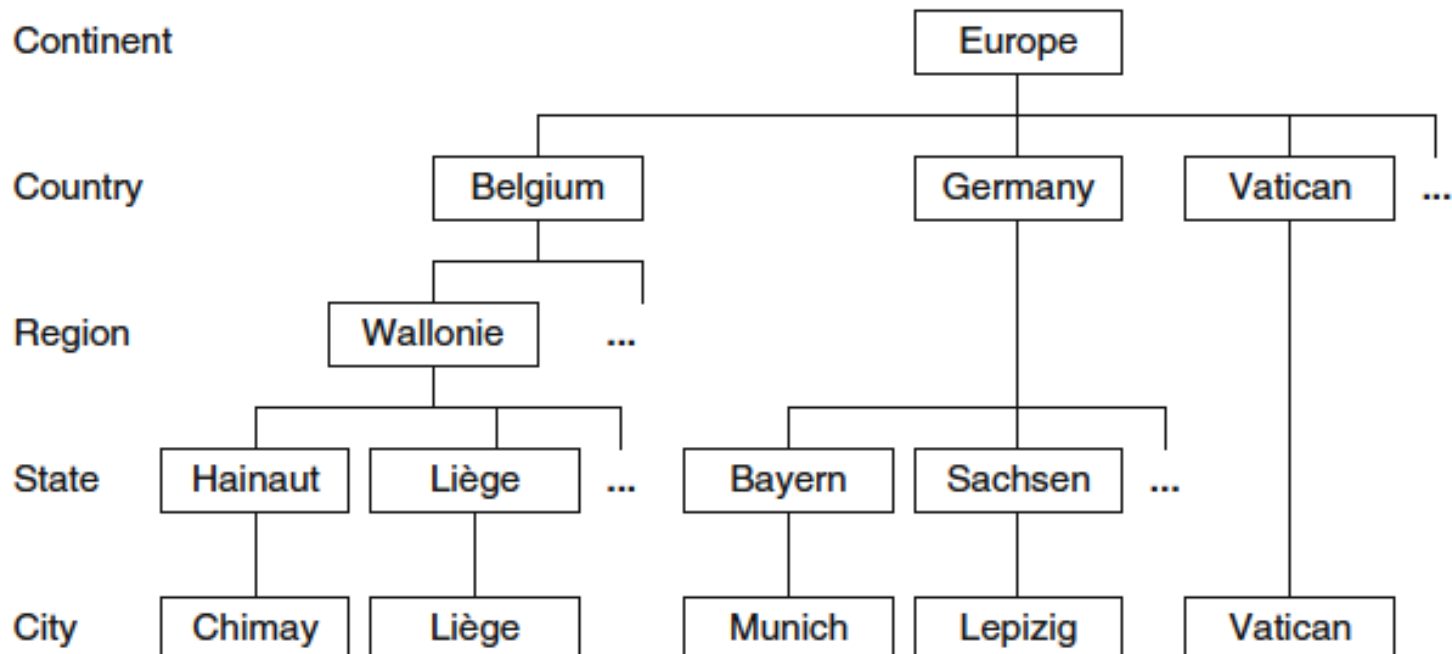 Continent Europe
Country Belgium Germany Vatican ...
Region Wallonie ...
State Hainaut Liège ... Bayern Sachsen ...
City Chimay Liège Munich Lepizig Vatican